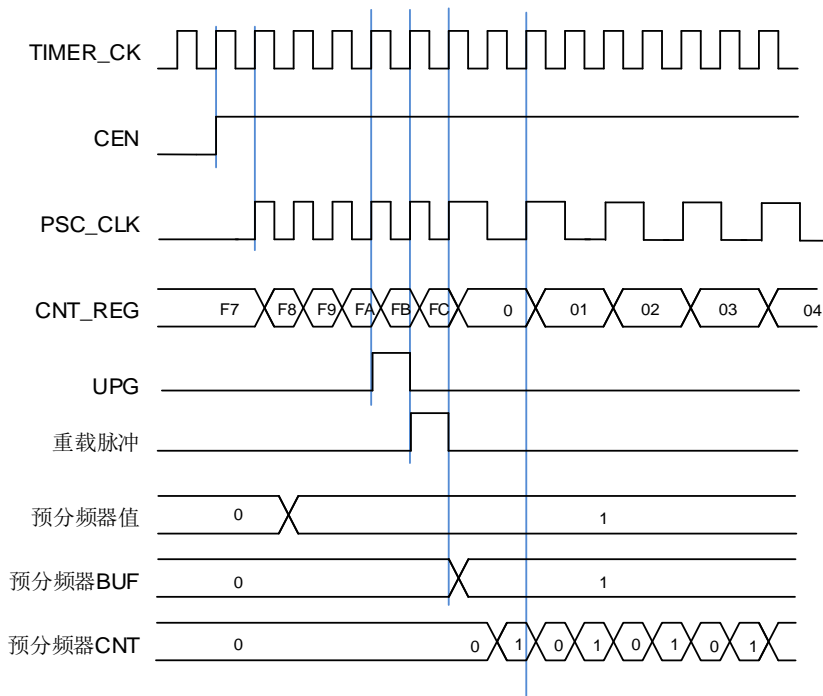 TIMER_CK
CEN
PSC_CLK
CNT_REG F7 F8 F9 FA FB FC 0 01 02 03 04
UPG
重载脉冲
预分频器值 0 1
预分频器BUF 0 1
预分频器CNT 0 0 1 0 1 0 1 0 1